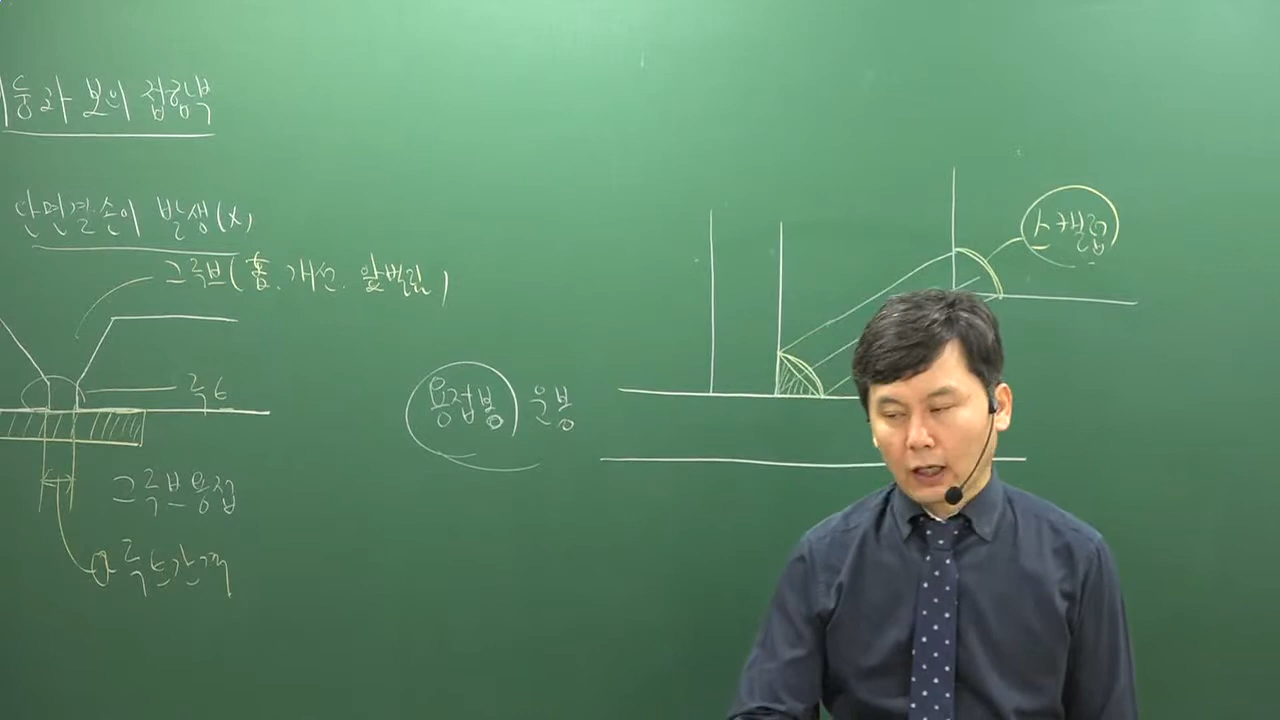 둥과 보의 접합부
단면결손이 발생(x)
그루브(홈. 개선. 앞벌림)
루트
그루브용접
루트간격
용접봉
운봉
스캘럽